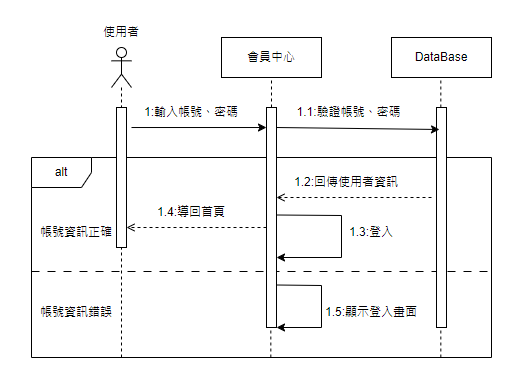 使用者
會員中心
DataBase
1:輸入帳號、密碼
1.1:驗證帳號、密碼
alt
1.2:回傳使用者資訊
1.4:導回首頁
帳號資訊正確
1.3:登入
帳號資訊錯誤
1.5:顯示登入畫面